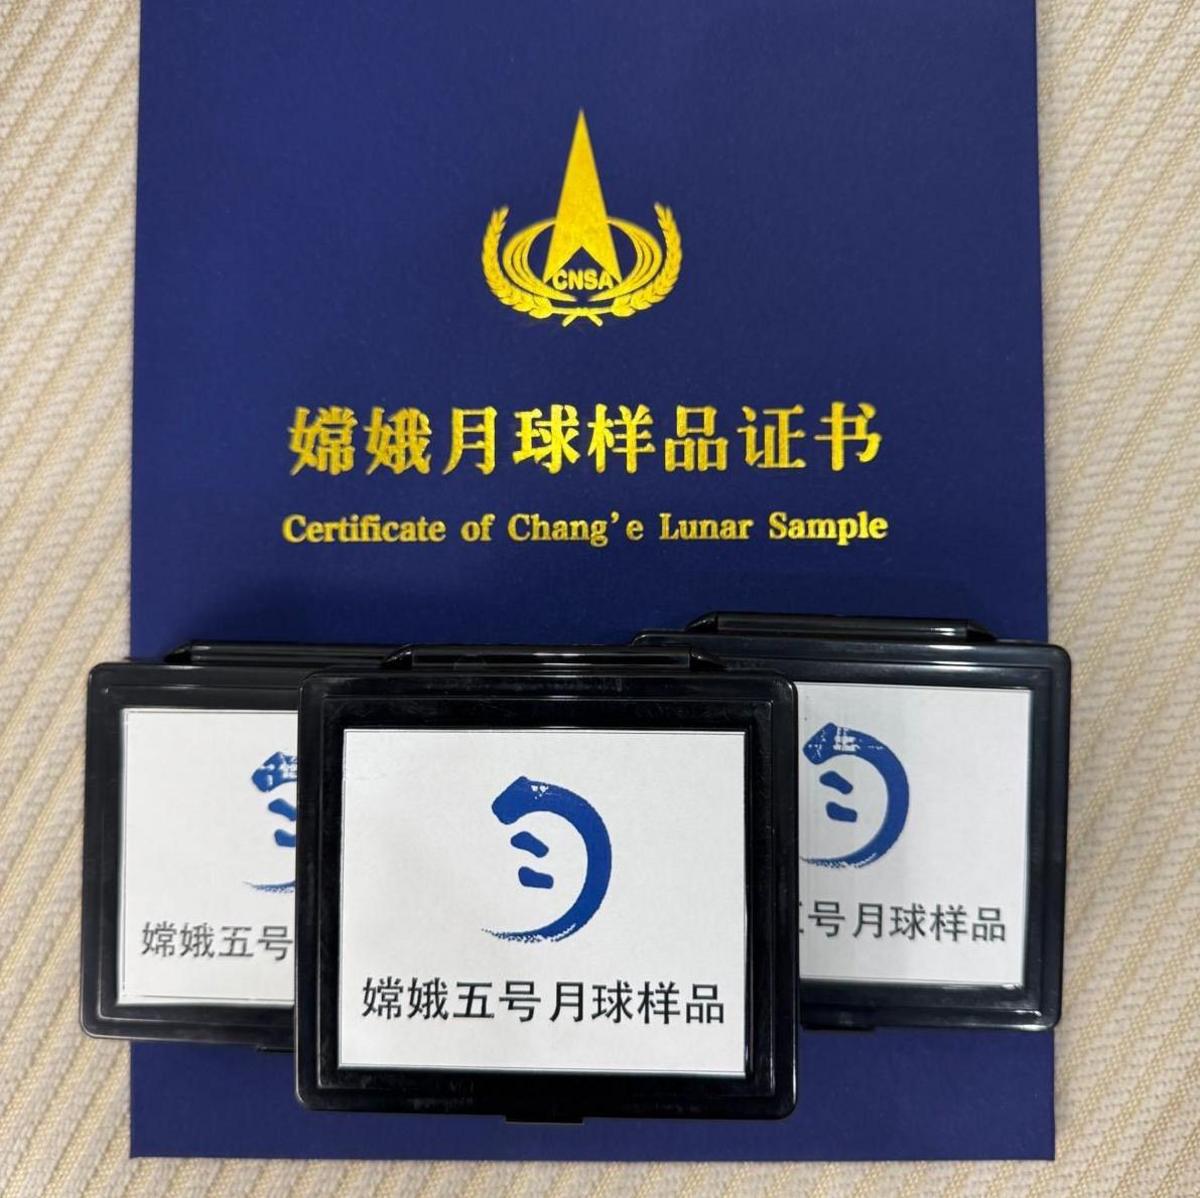 CNSA
嫦娥月球样品证书
Certificate of Chang'e Lunar Sample
嫦娥五号
嫦娥五号月球样品
号月球样品